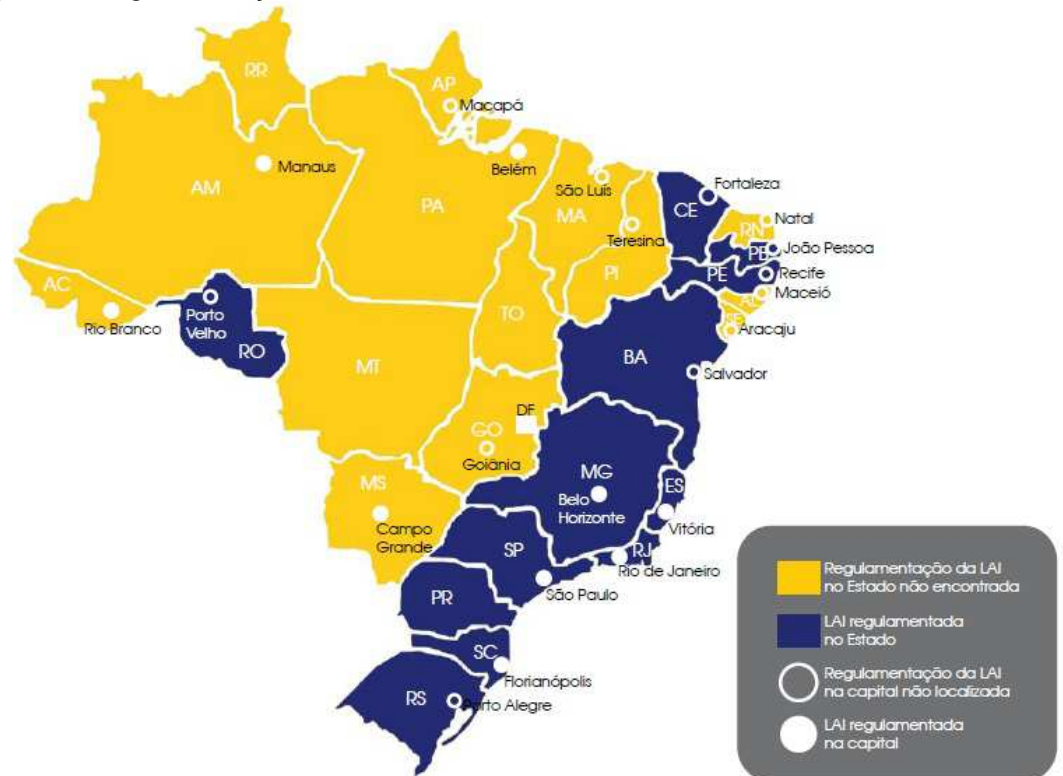 RR
AP
Macapá
Manaus
Belém
AM
PA
São Luís
MA
Teresina
PI
Fortaleza
CE
Natal
RN
João Pessoa
PB
Recife
PE
Maceió
AL
SE
Aracaju
AC
Rio Branco
Porto
Velho
RO
TO
MT
BA
Salvador
DF
GO
Goiânia
MS
Campo
Grande
MG
Belo
Horizonte
ES
Vitória
SP
RJ
Rio de Janeiro
São Paulo
PR
SC
Florianópolis
RS
Porto Alegre
Regulamentação da LAI
no Estado não encontrada
LAI regulamentada
no Estado
Regulamentação da LAI
na capital não localizada
LAI regulamentada
na capital